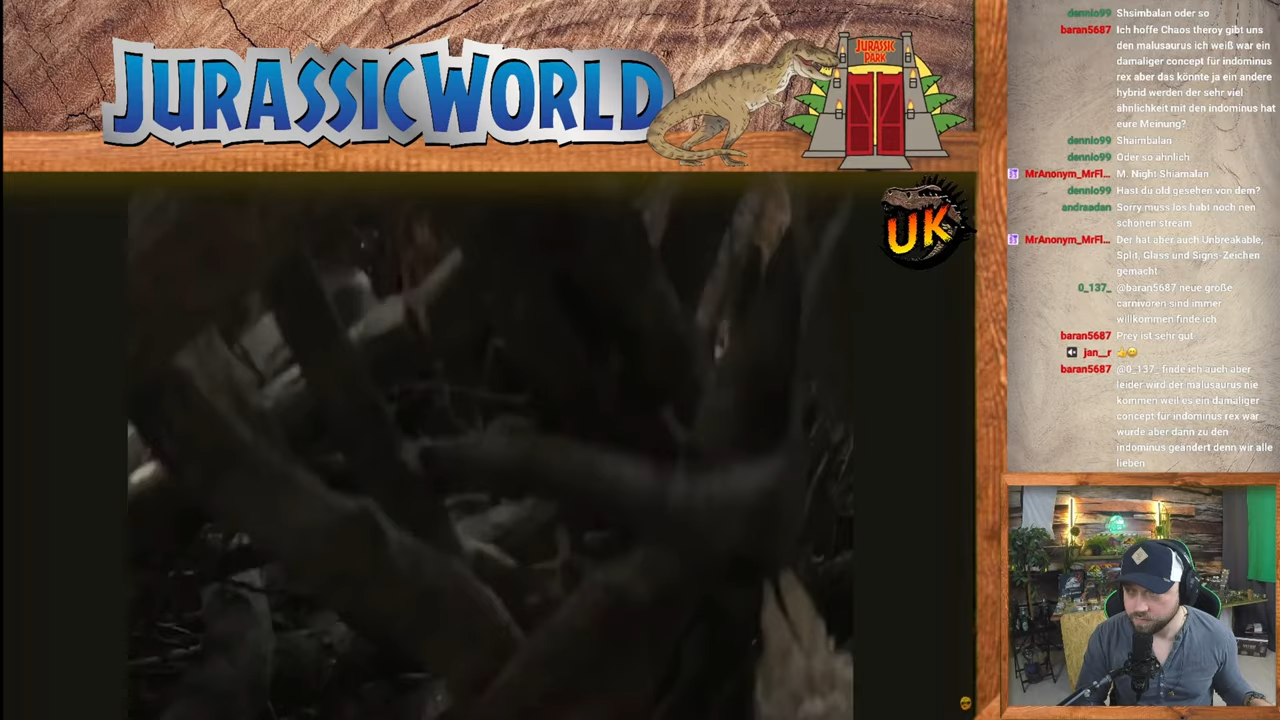 JURASSIC WORLD
JURASSIC
PARK
UK
dennio99 Shsimbalan oder so
baran5687 Ich hoffe Chaos theroy gibt uns
den malusaurus ich weiß war ein
damaliger concept für indominus
rex aber das könnte ja ein andere
hybrid werden der sehr viel
ähnlichkeit mit den indominus hat
eure Meinung?
dennio99 Shaimbalan
dennio99 Oder so ähnlich
MrAnonym_MrFl... M. Night Shiamalan
dennio99 Hast du old gesehen von dem?
andraadan Sorry muss los habt noch nen
schönen stream
MrAnonym_MrFl... Der hat aber auch Unbreakable,
Split, Glass und Signs-Zeichen
gemacht
0_137_ @baran5687 neue große
carnivoren sind immer
willkommen finde ich
baran5687 Prey ist sehr gut
jan__r 👍😁
baran5687 @0_137_ finde ich auch aber
leider wird der malusaurus nie
kommen weil es ein damaliger
concept für indominus rex war
wurde aber dann zu den
indominus geändert denn wir alle
lieben